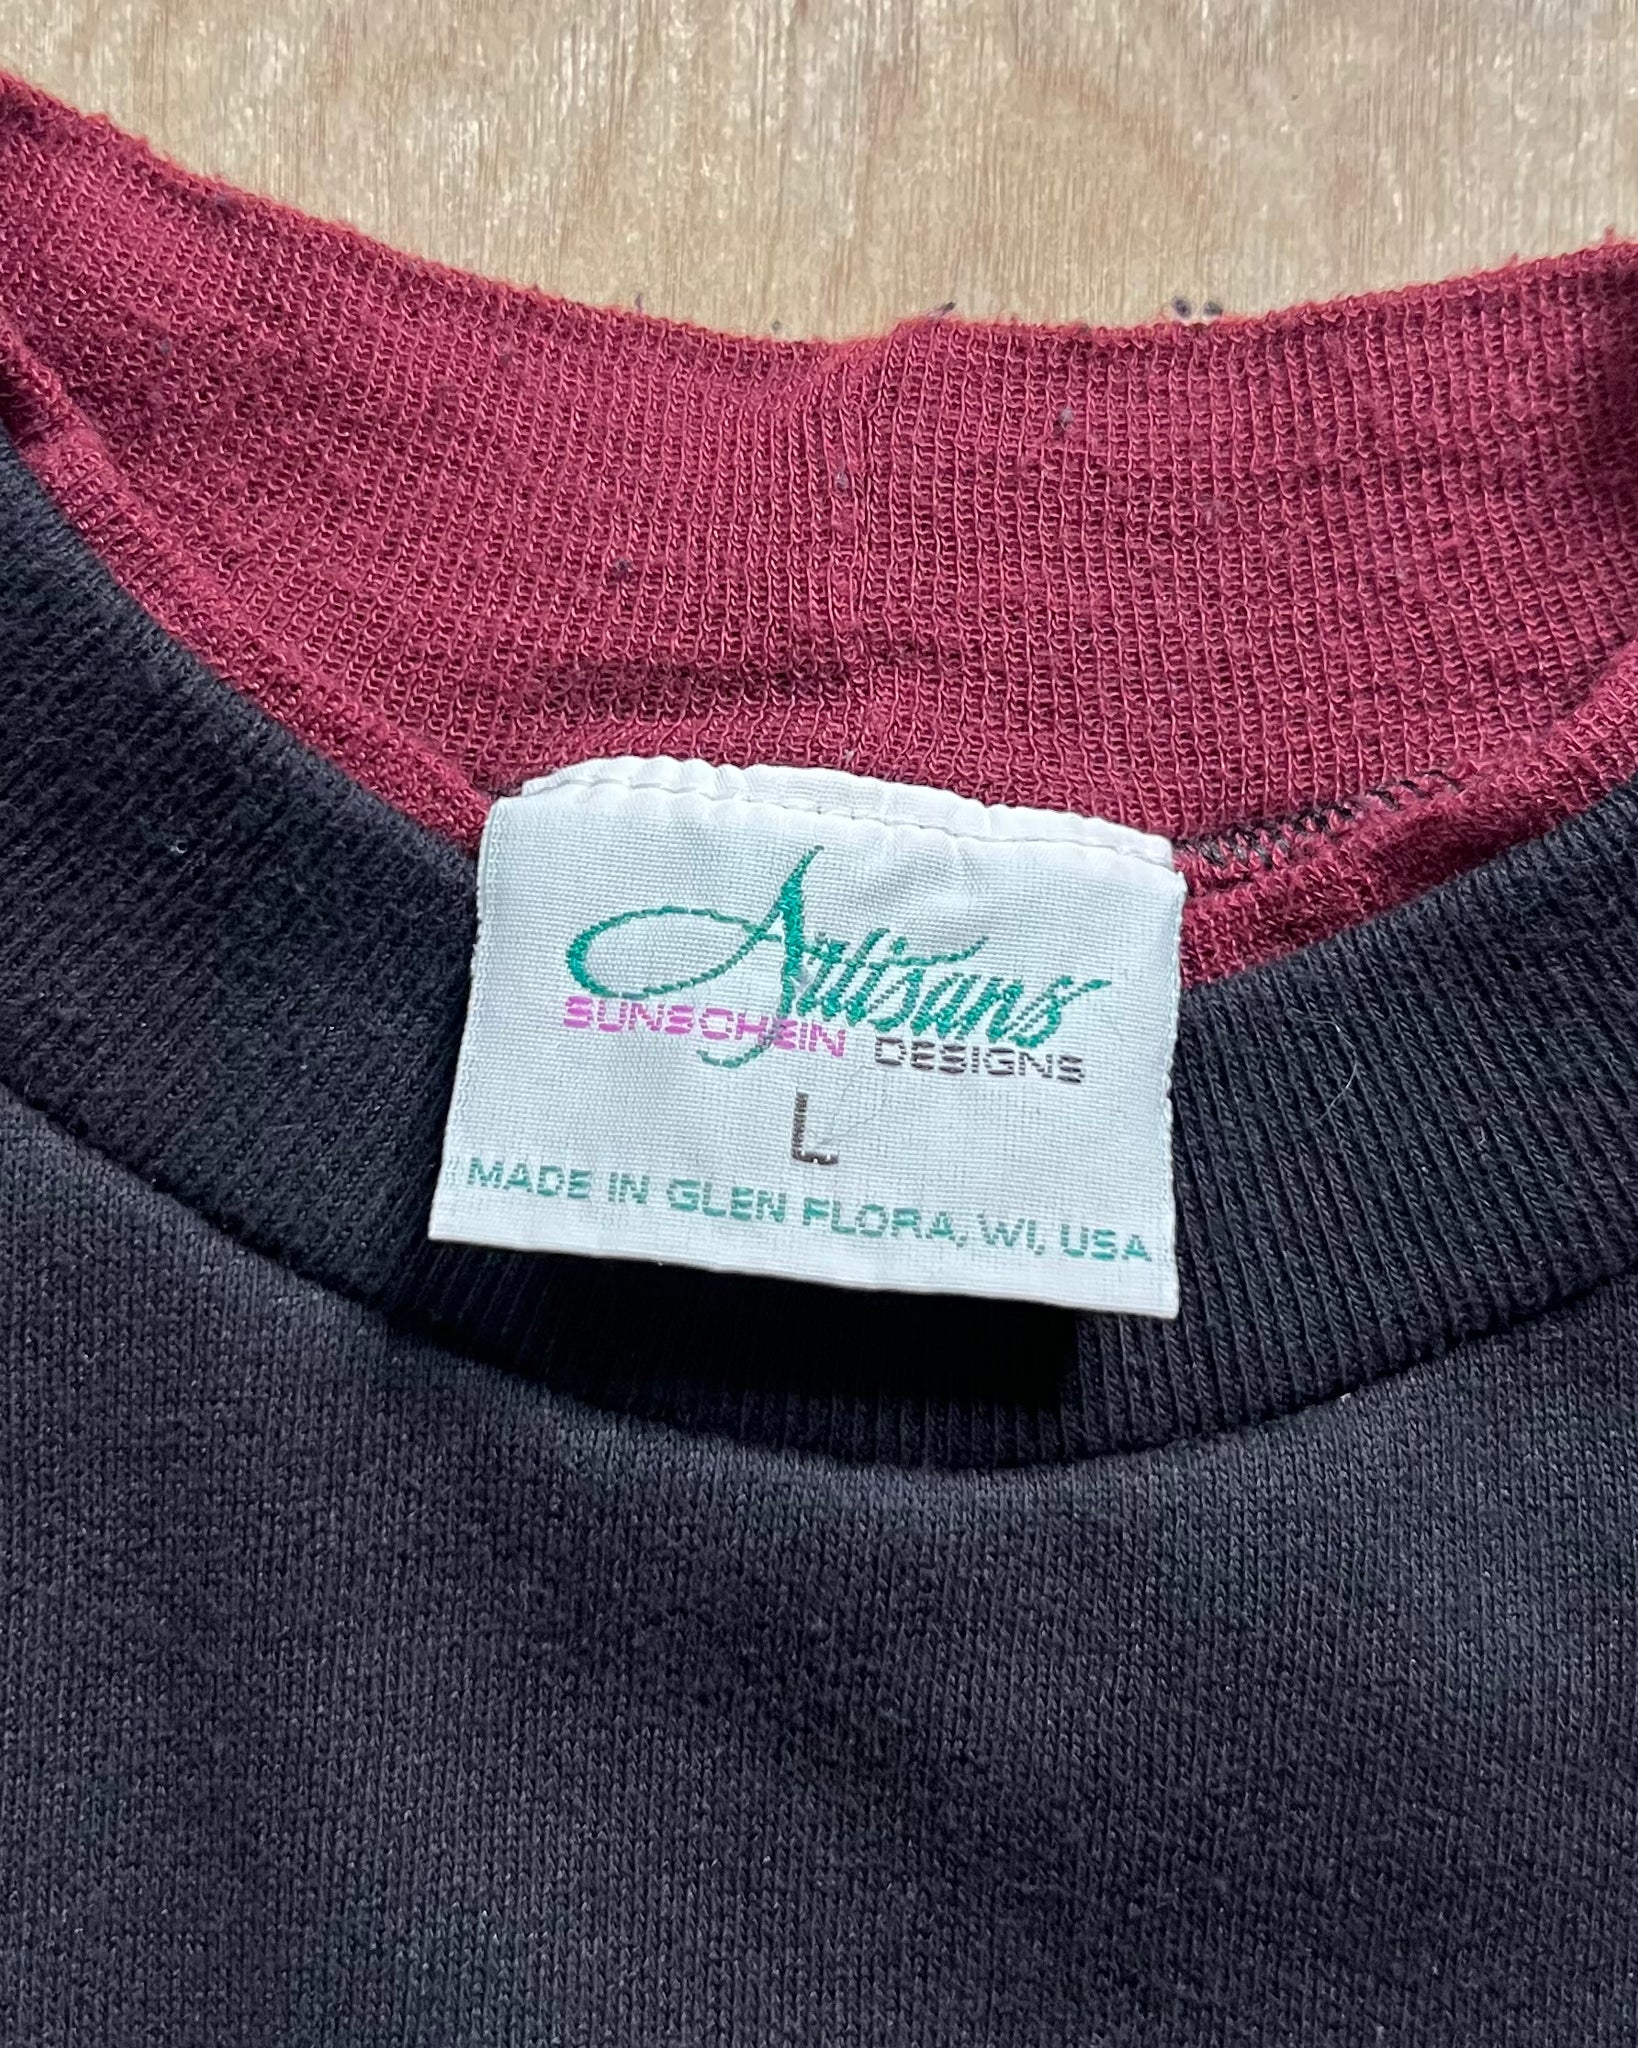 Artisans
SUNSCHEIN DESIGNS
L
MADE IN GLEN FLORA, WI, USA